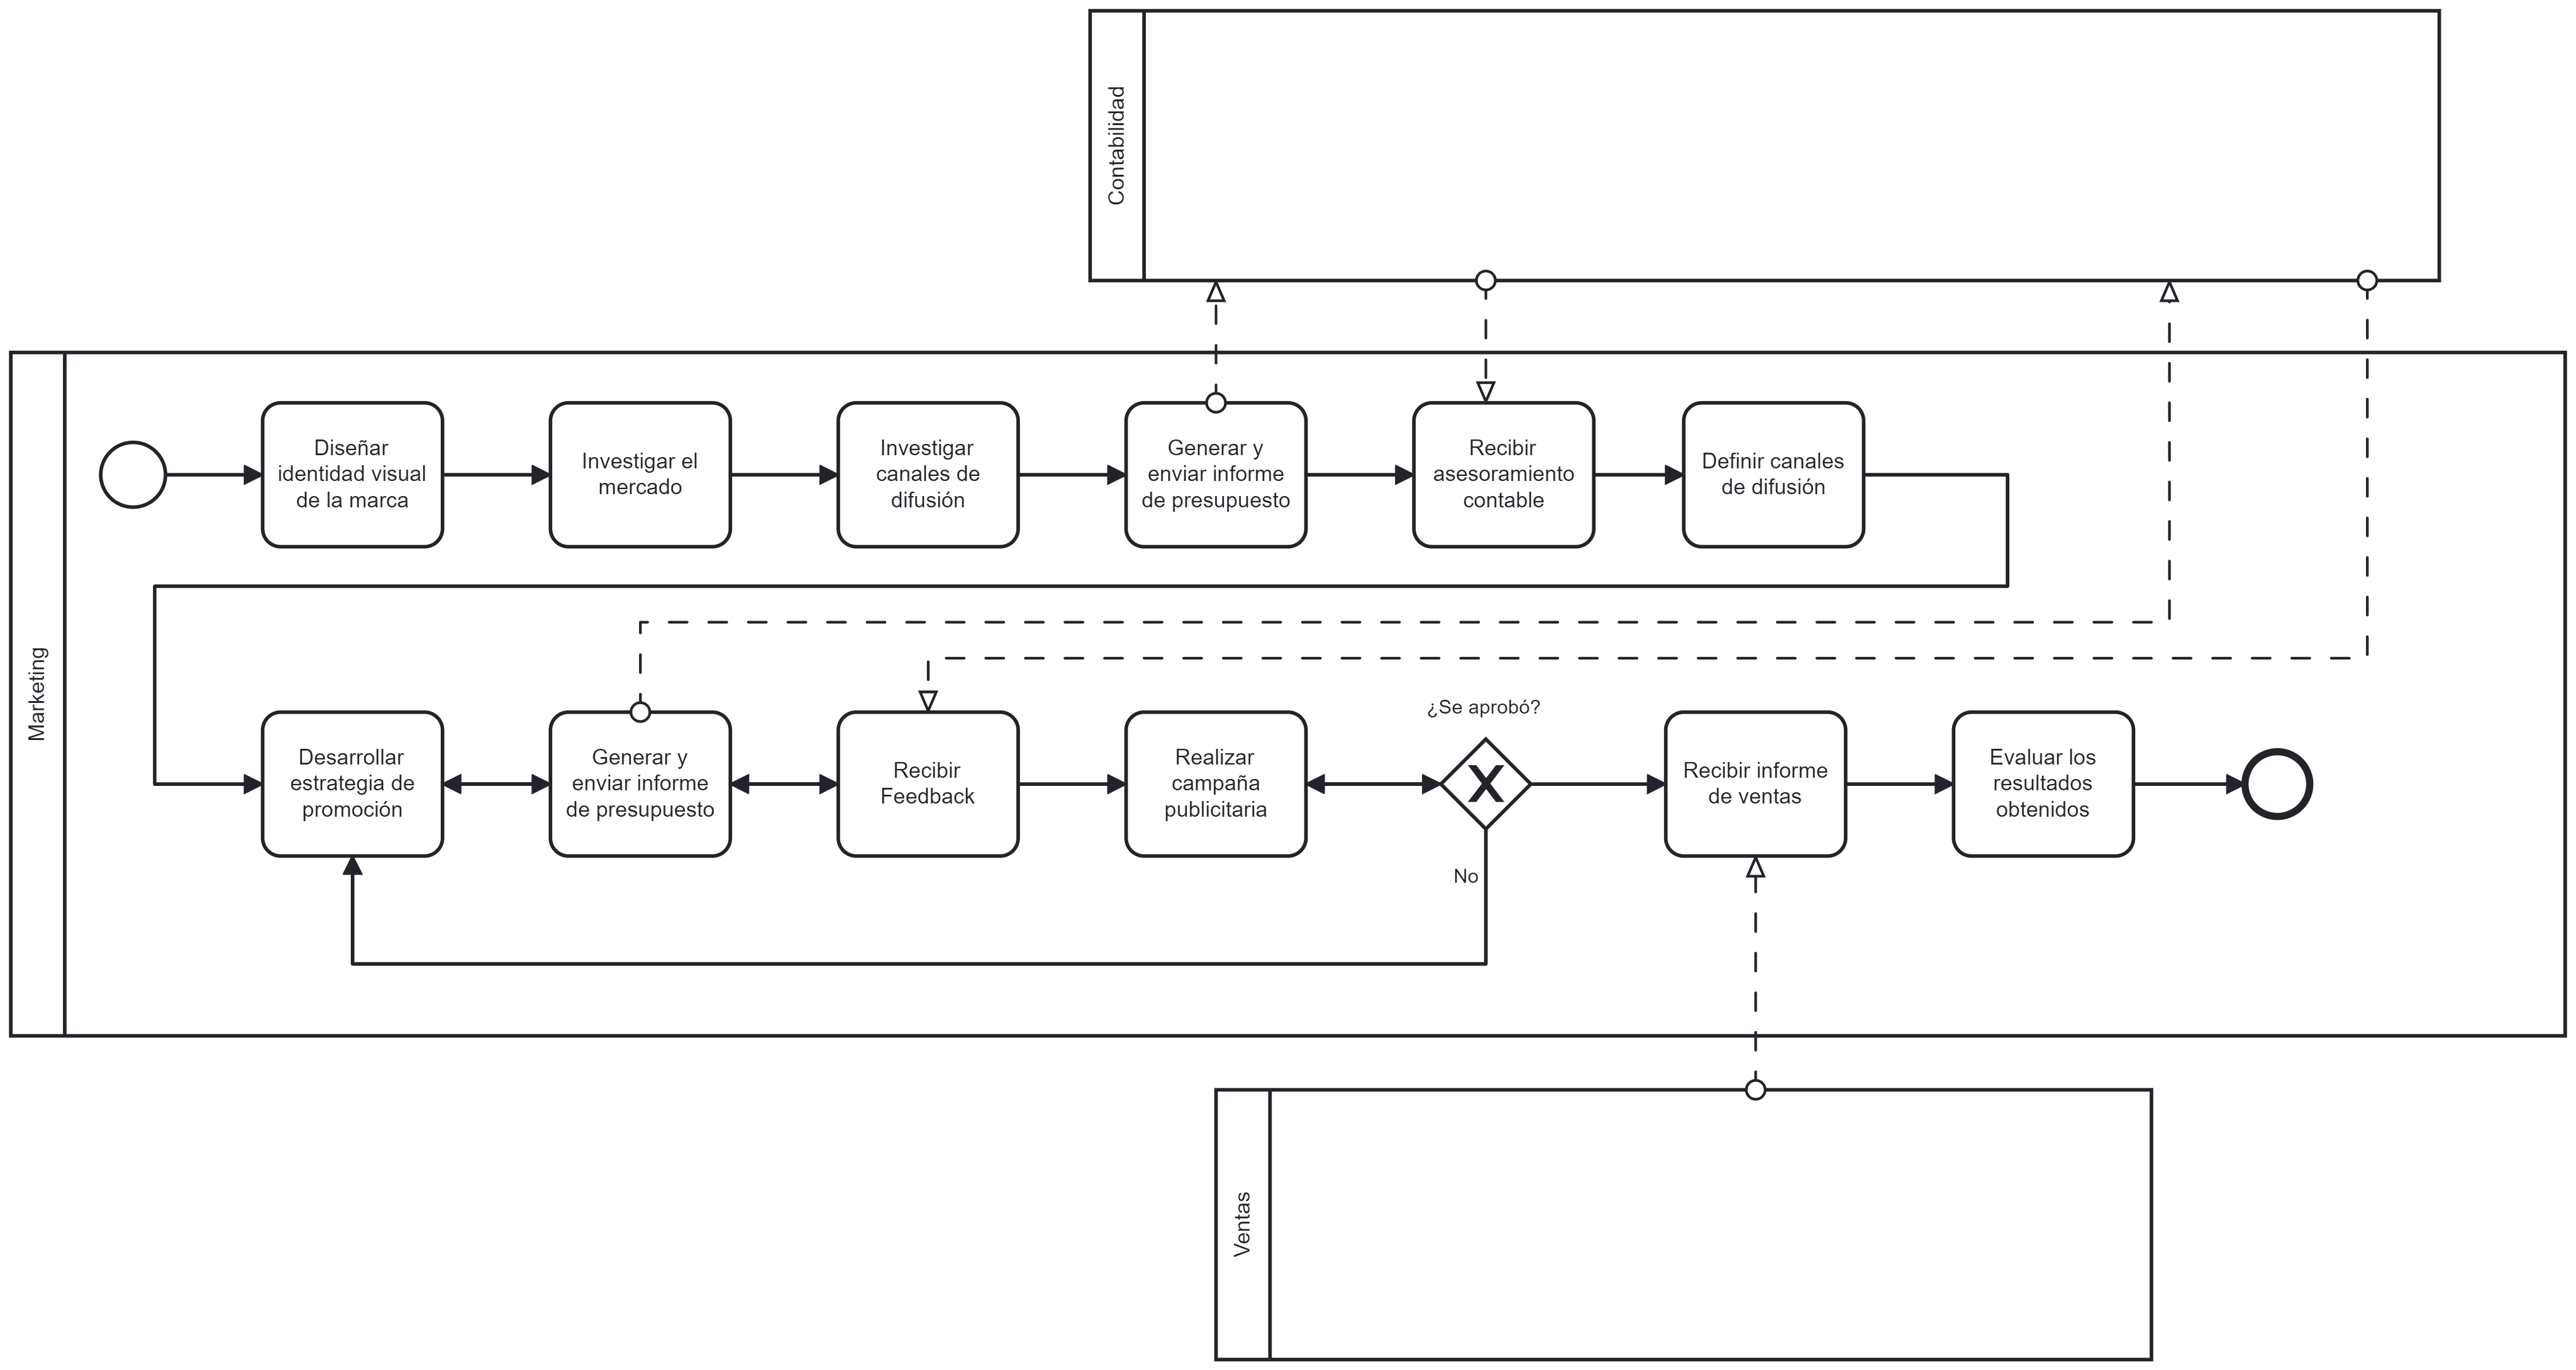 Contabilidad
Marketing
Diseñar
identidad visual
de la marca
Investigar el
mercado
Investigar
canales de
difusión
Generar y
enviar informe
de presupuesto
Recibir
asesoramiento
contable
Definir canales
de difusión
Desarrollar
estrategia de
promoción
Generar y
enviar informe
de presupuesto
Recibir
Feedback
Realizar
campaña
publicitaria
¿Se aprobó?
No
Recibir informe
de ventas
Evaluar los
resultados
obtenidos
Ventas